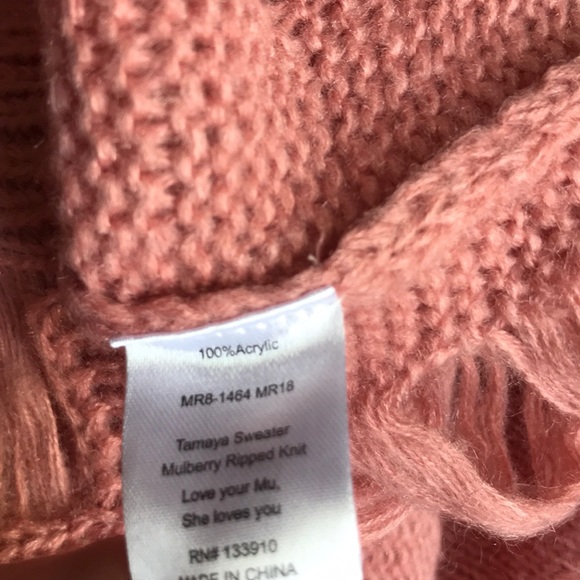 100%Acrylic
MR8-1464 MR18
Tamaya Sweater
Mulberry Ripped Knit
Love your Mu,
She loves you
RN# 133910
MADE IN CHINA